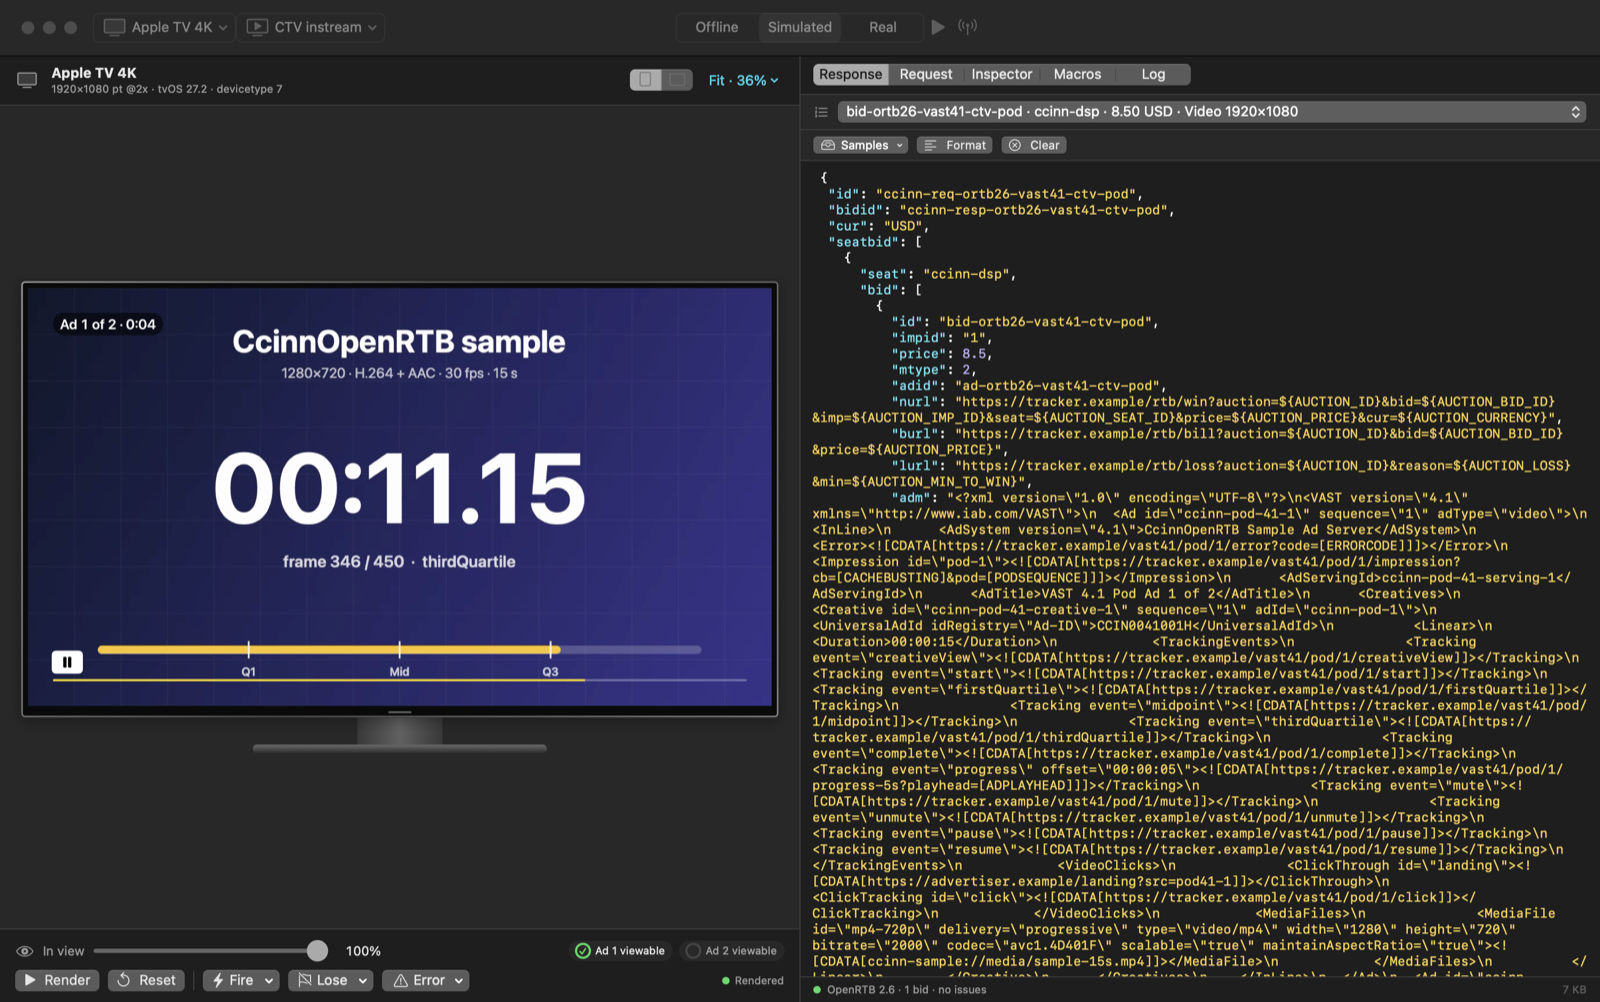 Apple TV 4K
CTV instream
Offline
Simulated
Real
Apple TV 4K
1920×1080 pt @2x · tvOS 27.2 · devicetype 7
Fit · 36%
Response
Request
Inspector
Macros
Log
bid-ortb26-vast41-ctv-pod · ccinn-dsp · 8.50 USD · Video 1920×1080
Samples
Format
Clear
Ad 1 of 2 · 0:04
CcinnOpenRTB sample
1280×720 · H.264 + AAC · 30 fps · 15 s
00:11.15
frame 346 / 450 · thirdQuartile
Q1
Mid
Q3
{
"id": "ccinn-req-ortb26-vast41-ctv-pod",
"bidid": "ccinn-resp-ortb26-vast41-ctv-pod",
"cur": "USD",
"seatbid": [
{
"seat": "ccinn-dsp",
"bid": [
{
"id": "bid-ortb26-vast41-ctv-pod",
"impid": "1",
"price": 8.5,
"mtype": 2,
"adid": "ad-ortb26-vast41-ctv-pod",
"nurl": "https://tracker.example/rtb/win?auction=${AUCTION_ID}&bid=${AUCTION_BID_ID}
&imp=${AUCTION_IMP_ID}&seat=${AUCTION_SEAT_ID}&price=${AUCTION_PRICE}&cur=${AUCTION_CURRENCY}",
"burl": "https://tracker.example/rtb/bill?auction=${AUCTION_ID}&bid=${AUCTION_BID_ID}
&price=${AUCTION_PRICE}",
"lurl": "https://tracker.example/rtb/loss?auction=${AUCTION_ID}&reason=${AUCTION_LOSS}
&min=${AUCTION_MIN_TO_WIN}",
"adm": "<?xml version=\"1.0\" encoding=\"UTF-8\"?>\n<VAST version=\"4.1\"
xmlns=\"http://www.iab.com/VAST\">\n <Ad id=\"ccinn-pod-41-1\" sequence=\"1\" adType=\"video\">\n
<InLine>\n <AdSystem version=\"4.1\">CcinnOpenRTB Sample Ad Server</AdSystem>\n
<Error><![CDATA[https://tracker.example/vast41/pod/1/error?code=[ERRORCODE]]]></Error>\n
<Impression id=\"pod-1\"><![CDATA[https://tracker.example/vast41/pod/1/impression?
cb=[CACHEBUSTING]&pod=[PODSEQUENCE]]]></Impression>\n <AdServingId>ccinn-pod-41-serving-1</
AdServingId>\n <AdTitle>VAST 4.1 Pod Ad 1 of 2</AdTitle>\n <Creatives>\n
<Creative id=\"ccinn-pod-41-creative-1\" sequence=\"1\" adId=\"ccinn-pod-1\">\n
<UniversalAdId idRegistry=\"Ad-ID\">CCIN0041001H</UniversalAdId>\n <Linear>\n
<Duration>00:00:15</Duration>\n <TrackingEvents>\n <Tracking
event=\"creativeView\"><![CDATA[https://tracker.example/vast41/pod/1/creativeView]]></Tracking>\n
<Tracking event=\"start\"><![CDATA[https://tracker.example/vast41/pod/1/start]]></Tracking>\n
<Tracking event=\"firstQuartile\"><![CDATA[https://tracker.example/vast41/pod/1/firstQuartile]]></
Tracking>\n <Tracking event=\"midpoint\"><![CDATA[https://tracker.example/vast41/pod/
1/midpoint]]></Tracking>\n <Tracking event=\"thirdQuartile\"><![CDATA[https://
tracker.example/vast41/pod/1/thirdQuartile]]></Tracking>\n <Tracking
event=\"complete\"><![CDATA[https://tracker.example/vast41/pod/1/complete]]></Tracking>\n
<Tracking event=\"progress\" offset=\"00:00:05\"><![CDATA[https://tracker.example/vast41/pod/1/
progress-5s?playhead=[ADPLAYHEAD]]]></Tracking>\n <Tracking event=\"mute\"><!
[CDATA[https://tracker.example/vast41/pod/1/mute]]></Tracking>\n <Tracking
event=\"unmute\"><![CDATA[https://tracker.example/vast41/pod/1/unmute]]></Tracking>\n
<Tracking event=\"pause\"><![CDATA[https://tracker.example/vast41/pod/1/pause]]></Tracking>\n
<Tracking event=\"resume\"><![CDATA[https://tracker.example/vast41/pod/1/resume]]></Tracking>\n
</TrackingEvents>\n <VideoClicks>\n <ClickThrough id=\"landing\"><!
[CDATA[https://advertiser.example/landing?src=pod41-1]]></ClickThrough>\n
<ClickTracking id=\"click\"><![CDATA[https://tracker.example/vast41/pod/1/click]]></
ClickTracking>\n </VideoClicks>\n <MediaFiles>\n <MediaFile
id=\"mp4-720p\" delivery=\"progressive\" type=\"video/mp4\" width=\"1280\" height=\"720\"
bitrate=\"2000\" codec=\"avc1.4D401F\" scalable=\"true\" maintainAspectRatio=\"true\"><!
[CDATA[ccinn-sample://media/sample-15s.mp4]]></MediaFile>\n </MediaFiles>\n </
In view
100%
Ad 1 viewable
Ad 2 viewable
Render
Reset
Fire
Lose
Error
Rendered
OpenRTB 2.6 · 1 bid · no issues
7 KB